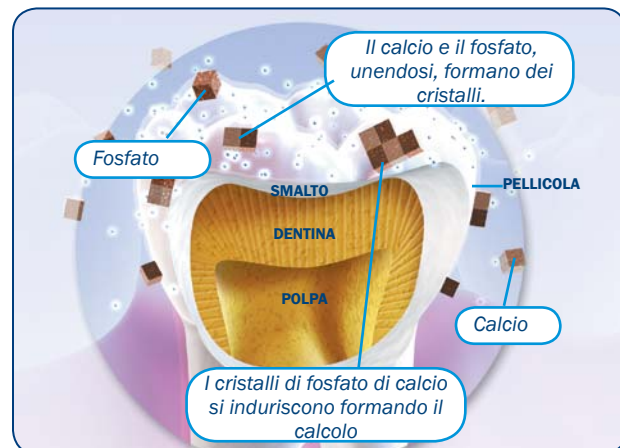 Il calcio e il fosfato,
unendosi, formano dei
cristalli.
Fosfato
SMALTO
PELLICOLA
DENTINA
POLPA
Calcio
I cristalli di fosfato di calcio
si induriscono formando il
calcolo